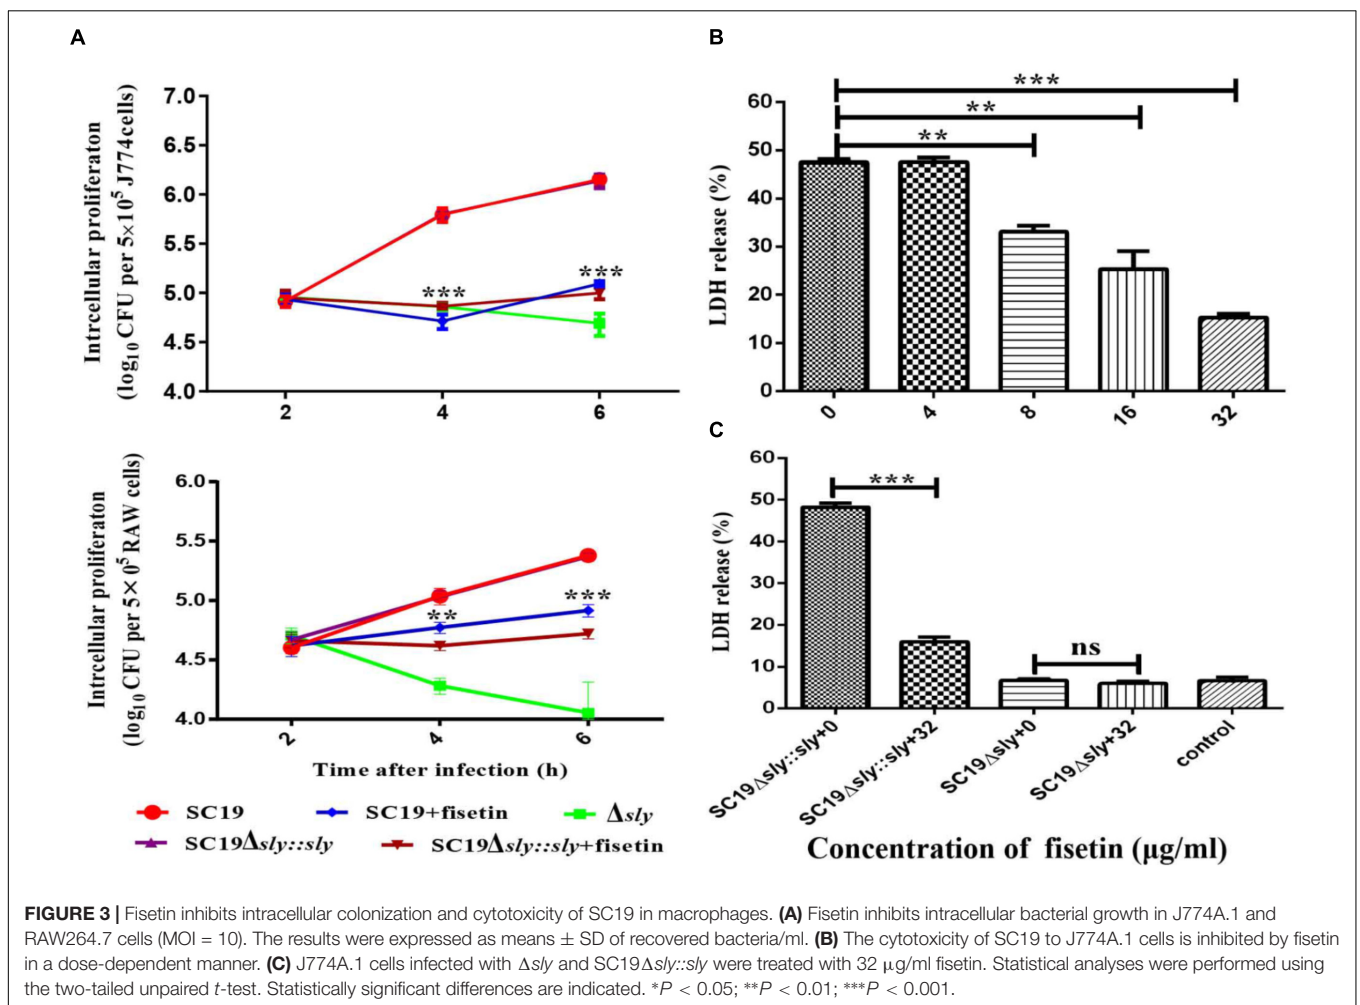 A
Intrcellular proliferaton
(log10 CFU per 5×10⁵ J774cells)
7.0
6.5
6.0
5.5
5.0
4.5
4.0
***
***
2
4
6
Intrcellular proliferaton
(log10 CFU per 5×0⁵ RAW cells)
6.0
5.5
5.0
4.5
4.0
**
***
2
4
6
Time after infection (h)
SC19
SC19+fisetin
Δsly
SC19Δsly::sly
SC19Δsly::sly+fisetin
B
LDH release (%)
60
50
40
30
20
10
0
***
**
**
0
4
8
16
32
C
LDH release (%)
60
50
40
30
20
10
0
***
ns
SC19Δsly::sly+0
SC19Δsly::sly+32
SC19Δsly+0
SC19Δsly+32
control
Concentration of fisetin (μg/ml)
FIGURE 3 | Fisetin inhibits intracellular colonization and cytotoxicity of SC19 in macrophages. (A) Fisetin inhibits intracellular bacterial growth in J774A.1 and
RAW264.7 cells (MOI = 10). The results were expressed as means ± SD of recovered bacteria/ml. (B) The cytotoxicity of SC19 to J774A.1 cells is inhibited by fisetin
in a dose-dependent manner. (C) J774A.1 cells infected with Δsly and SC19Δsly::sly were treated with 32 μg/ml fisetin. Statistical analyses were performed using
the two-tailed unpaired t-test. Statistically significant differences are indicated. *P < 0.05; **P < 0.01; ***P < 0.001.